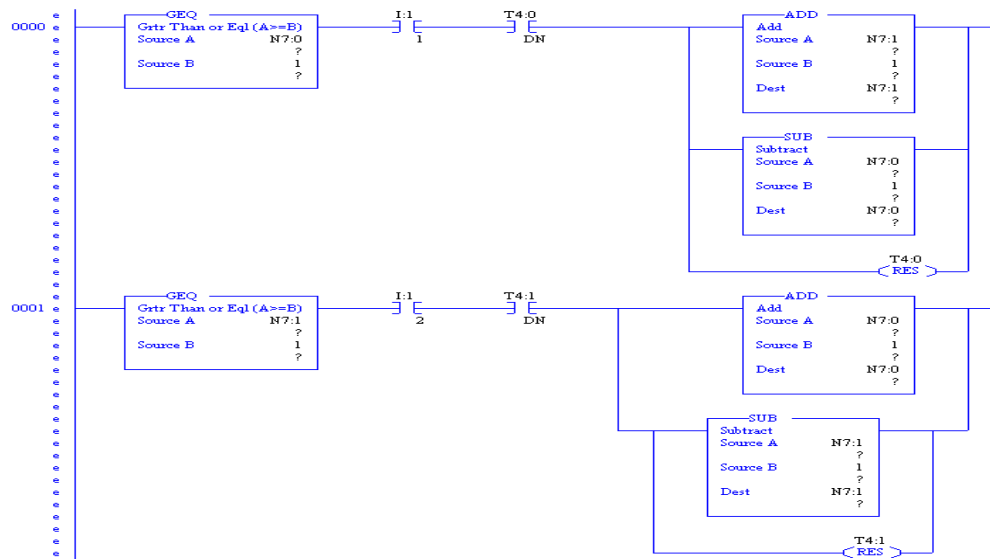 e
GEQ I:1 T4:0 ADD
0000 e Grtr Than or Eql (A>=B) 1 DN Add
e Source A N7:0 Source A N7:1
e ? ?
e Source B 1 Source B 1
e ? ?
e Dest N7:1
e ?
e
e
SUB
e Subtract
e Source A N7:0
e ?
e Source B 1
e ?
e Dest N7:0
e ?
e
e
e T4:0
e RES
e
GEQ I:1 T4:1 ADD
0001 e Grtr Than or Eql (A>=B) 2 DN Add
e Source A N7:1 Source A N7:0
e ? ?
e Source B 1 Source B 1
e ? ?
e Dest N7:0
e ?
e
e
SUB
e Subtract
e Source A N7:1
e ?
e Source B 1
e ?
e Dest N7:1
e ?
e
e
e T4:1
e RES